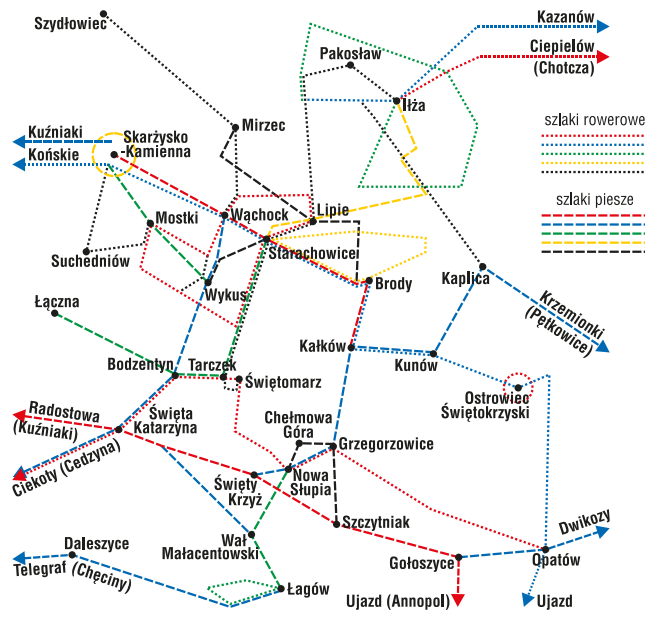 Szydłowiec
Kazanów
Pakosław
Ciepielów
(Chotcza)
Iłża
Mirzec
szlaki rowerowe
Kuźniaki
Skarżysko
-Kamienna
Końskie
szlaki piesze
Mostki
Wąchock
Lipie
Starachowice
Suchedniów
Kaplica
Wykus
Brody
Łączna
Krzemionki
(Pętkowice)
Kałków
Kunów
Bodzentyn
Tarczek
Świętomarz
Ostrowiec
Świętokrzyski
Radostowa
(Kuźniaki)
Święta
Katarzyna
Chełmowa
Góra
Grzegorzowice
Ciekoty (Cedzyna)
Święty
Krzyż
Nowa
Słupia
Szczytniak
Dwikozy
Wał
Małacentowski
Daleszyce
Telegraf (Chęciny)
Gołoszyce
Opatów
Łagów
Ujazd (Annopol)
Ujazd